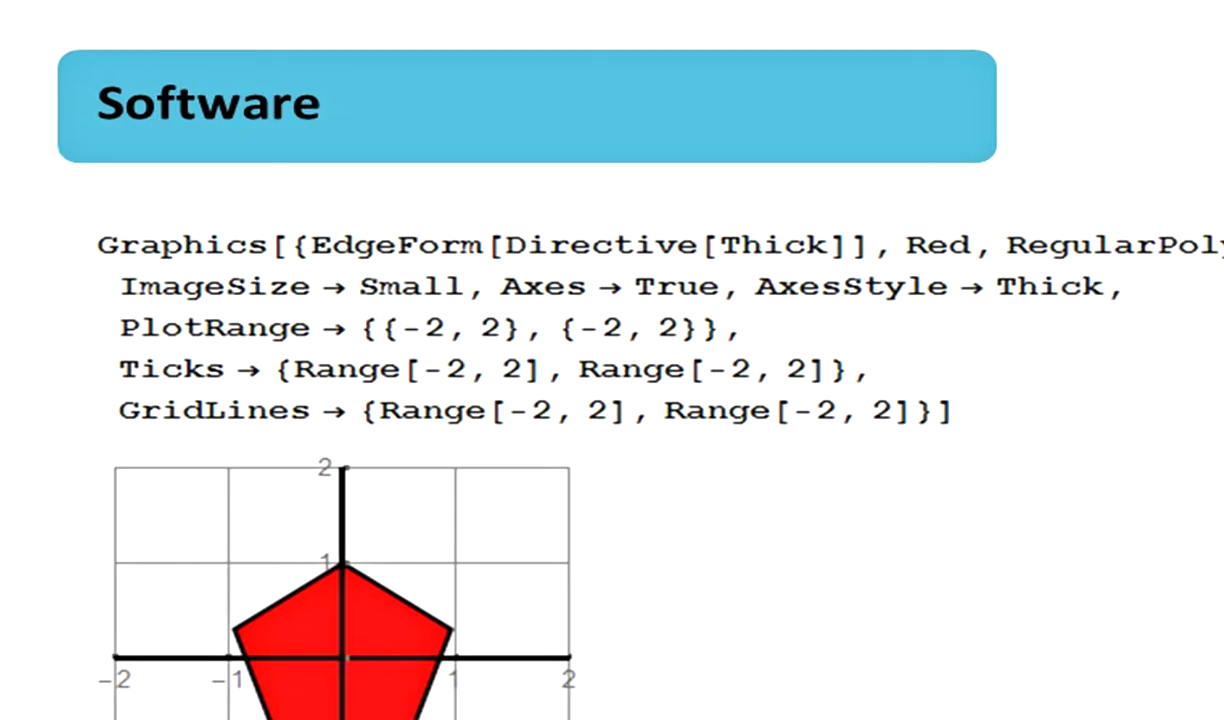 Software
Graphics[{EdgeForm[Directive[Thick]], Red, RegularPoly
ImageSize → Small, Axes → True, AxesStyle → Thick,
PlotRange → {{-2, 2}, {-2, 2}},
Ticks → {Range[-2, 2], Range[-2, 2]},
GridLines → {Range[-2, 2], Range[-2, 2]}]
2
1
-2 -1 1 2